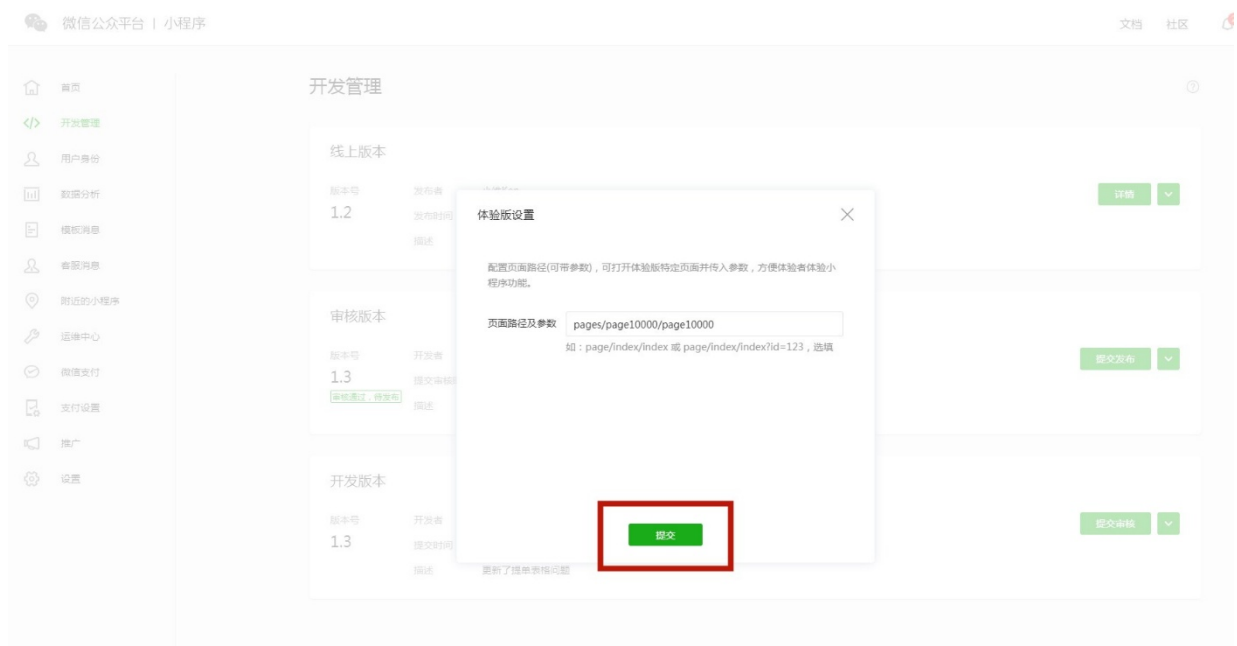 微信公众平台 | 小程序
文档 社区
首页
开发管理
用户身份
数据分析
模板消息
客服消息
附近的小程序
运维中心
微信支付
支付设置
推广
设置
开发管理
线上版本
版本号 发布者
1.2 发布时间
描述
详情
审核版本
版本号 开发者
1.3 提交审核
审核通过，待发布
描述
提交发布
开发版本
版本号 开发者
1.3 提交时间
描述 更新了提单表格问题
提交审核
体验版设置
配置页面路径(可带参数)，可打开体验版特定页面并传入参数，方便体验者体验小
程序功能。
页面路径及参数 pages/page10000/page10000
如：page/index/index 或 page/index/index?id=123，选填
提交